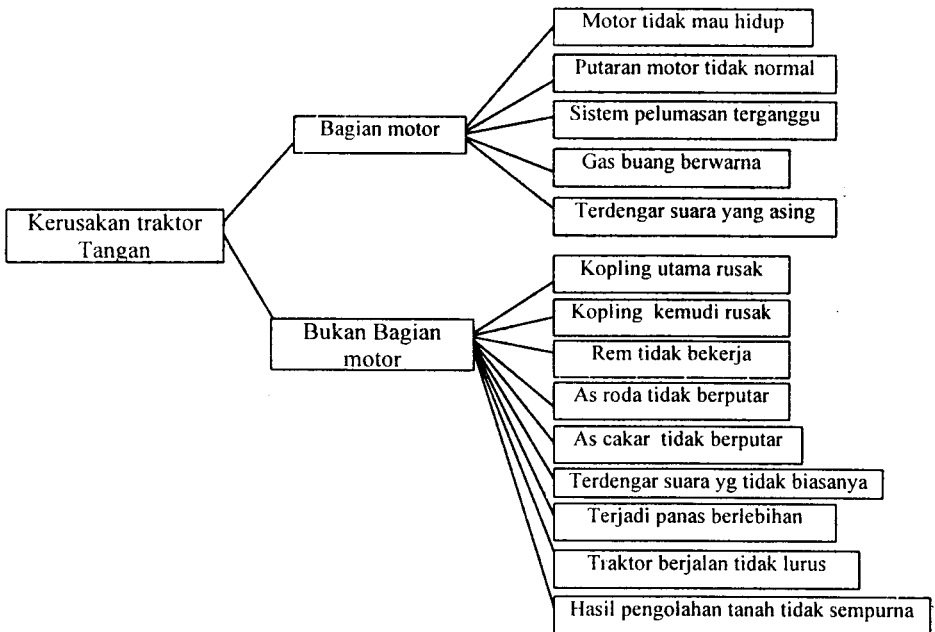 Motor tidak mau hidup
Putaran motor tidak normal
Sistem pelumasan terganggu
Bagian motor
Gas buang berwarna
Terdengar suara yang asing
Kerusakan traktor
Tangan
Kopling utama rusak
Kopling kemudi rusak
Bukan Bagian
motor
Rem tidak bekerja
As roda tidak berputar
As cakar tidak berputar
Terdengar suara yg tidak biasanya
Terjadi panas berlebihan
Traktor berjalan tidak lurus
Hasil pengolahan tanah tidak sempurna